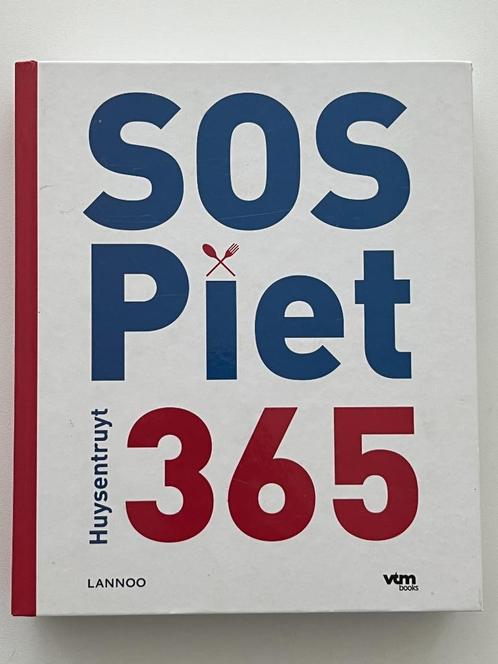 SOS
Piet
Huysentruyt
365
LANNOO
vtm
books